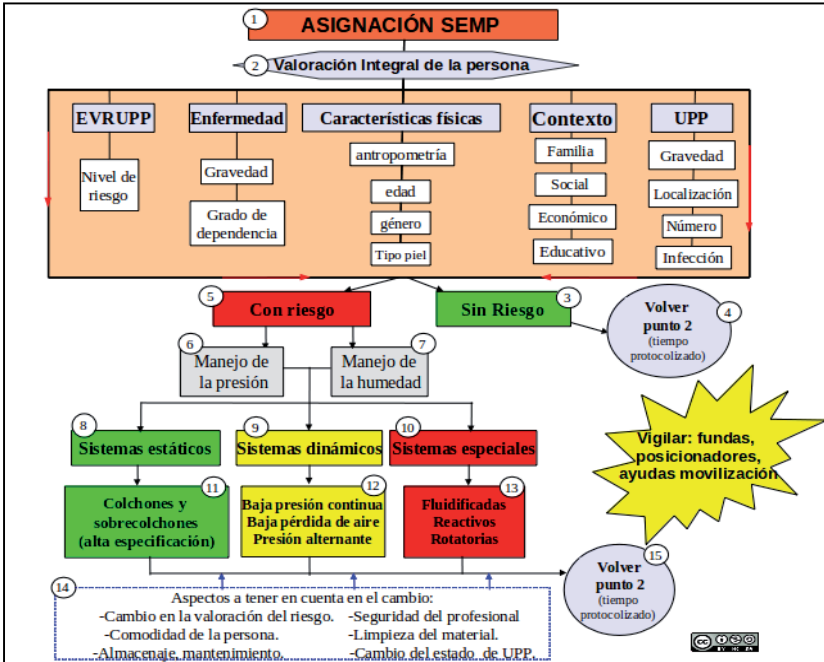 1
ASIGNACIÓN SEMP
2
Valoración Integral de la persona
EVRUPP
Nivel de
riesgo
Enfermedad
Gravedad
Grado de
dependencia
Características físicas
antropometría
edad
género
Tipo piel
Contexto
Familia
Social
Económico
Educativo
UPP
Gravedad
Localización
Número
Infección
5
Con riesgo
3
Sin Riesgo
4
Volver
punto 2
(tiempo
protocolizado)
6
Manejo de
la presión
7
Manejo de
la humedad
8
Sistemas estáticos
9
Sistemas dinámicos
10
Sistemas especiales
Vigilar: fundas,
posicionadores,
ayudas movilización
11
Colchones y
sobrecolchones
(alta especificación)
12
Baja presión continua
Baja pérdida de aire
Presión alternante
13
Fluidificadas
Reactivos
Rotatorias
15
Volver
punto 2
(tiempo
protocolizado)
14
Aspectos a tener en cuenta en el cambio:
-Cambio en la valoración del riesgo. -Seguridad del profesional
-Comodidad de la persona. -Limpieza del material.
-Almacenaje, mantenimiento. -Cambio del estado de UPP.
BY NC ND